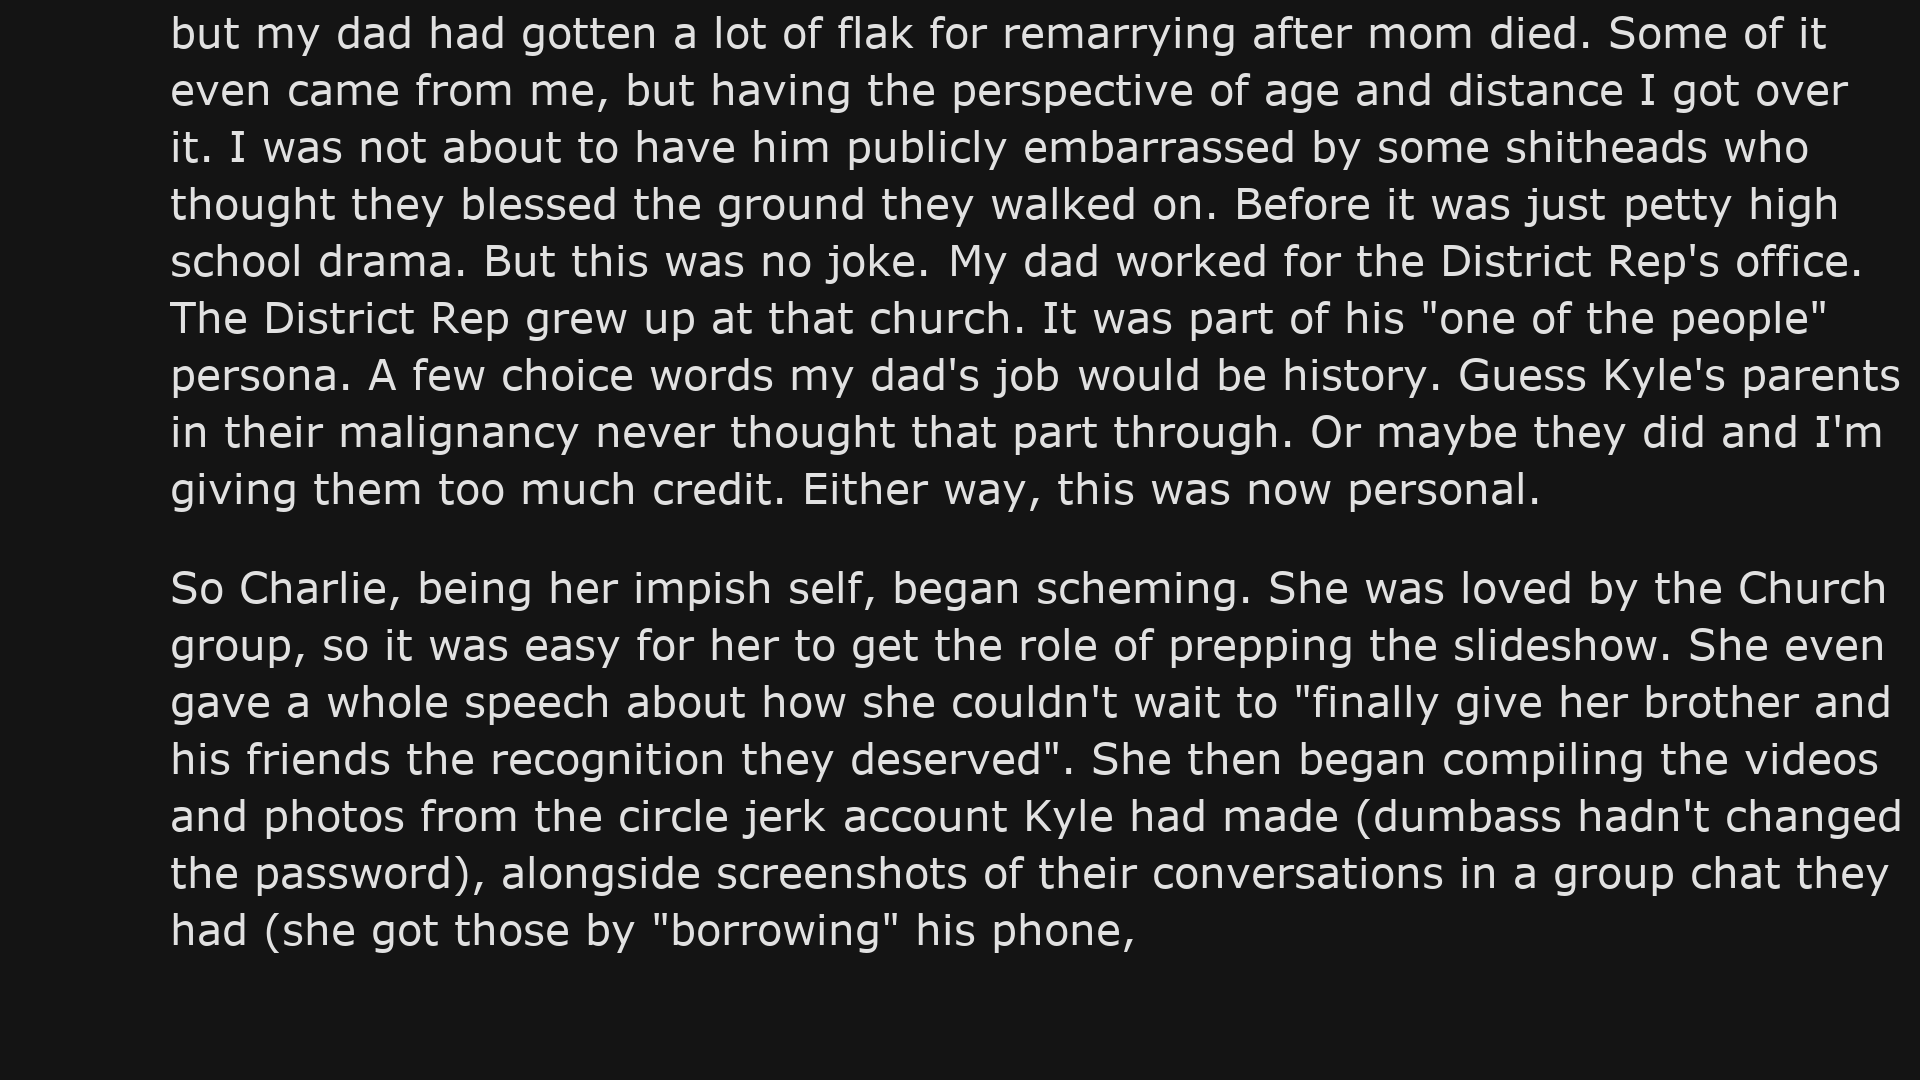 but my dad had gotten a lot of flak for remarrying after mom died. Some of it
even came from me, but having the perspective of age and distance I got over
it. I was not about to have him publicly embarrassed by some shitheads who
thought they blessed the ground they walked on. Before it was just petty high
school drama. But this was no joke. My dad worked for the District Rep's office.
The District Rep grew up at that church. It was part of his "one of the people"
persona. A few choice words my dad's job would be history. Guess Kyle's parents
in their malignancy never thought that part through. Or maybe they did and I'm
giving them too much credit. Either way, this was now personal.
So Charlie, being her impish self, began scheming. She was loved by the Church
group, so it was easy for her to get the role of prepping the slideshow. She even
gave a whole speech about how she couldn't wait to "finally give her brother and
his friends the recognition they deserved". She then began compiling the videos
and photos from the circle jerk account Kyle had made (dumbass hadn't changed
the password), alongside screenshots of their conversations in a group chat they
had (she got those by "borrowing" his phone,